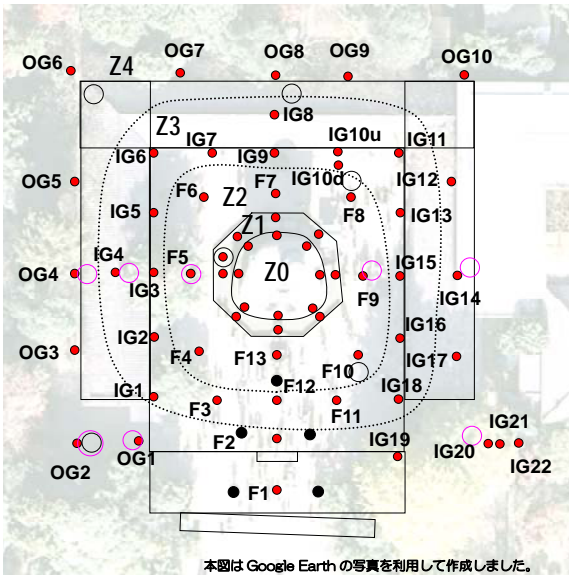 OG6
Z4
OG7
OG8
OG9
OG10
IG8
Z3
IG6
IG7
IG9
IG10u
IG11
IG10d
OG5
F6
Z2
F7
F8
IG12
IG5
Z1
IG13
IG4
F5
Z0
IG15
OG4
IG3
F9
IG14
IG2
IG16
OG3
F4
F13
F10
IG17
IG1
F3
F12
F11
IG18
F2
IG21
OG2
OG1
IG19
IG20
IG22
F1
本図は Google Earth の写真を利用して作成しました。